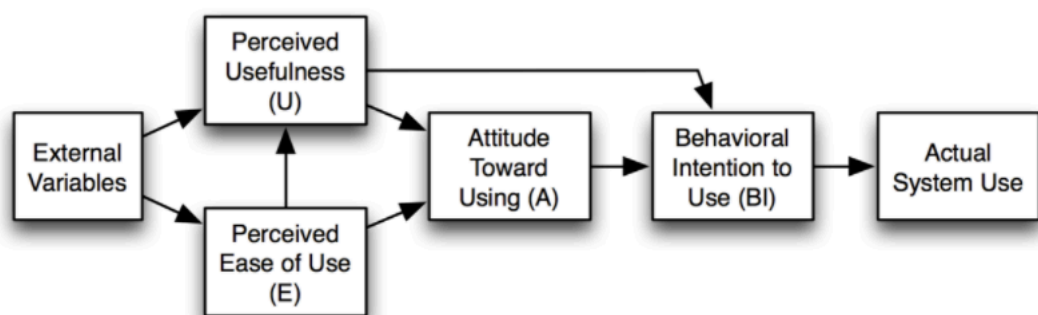 External
Variables
Perceived
Usefulness
(U)
Perceived
Ease of Use
(E)
Attitude
Toward
Using (A)
Behavioral
Intention to
Use (BI)
Actual
System Use